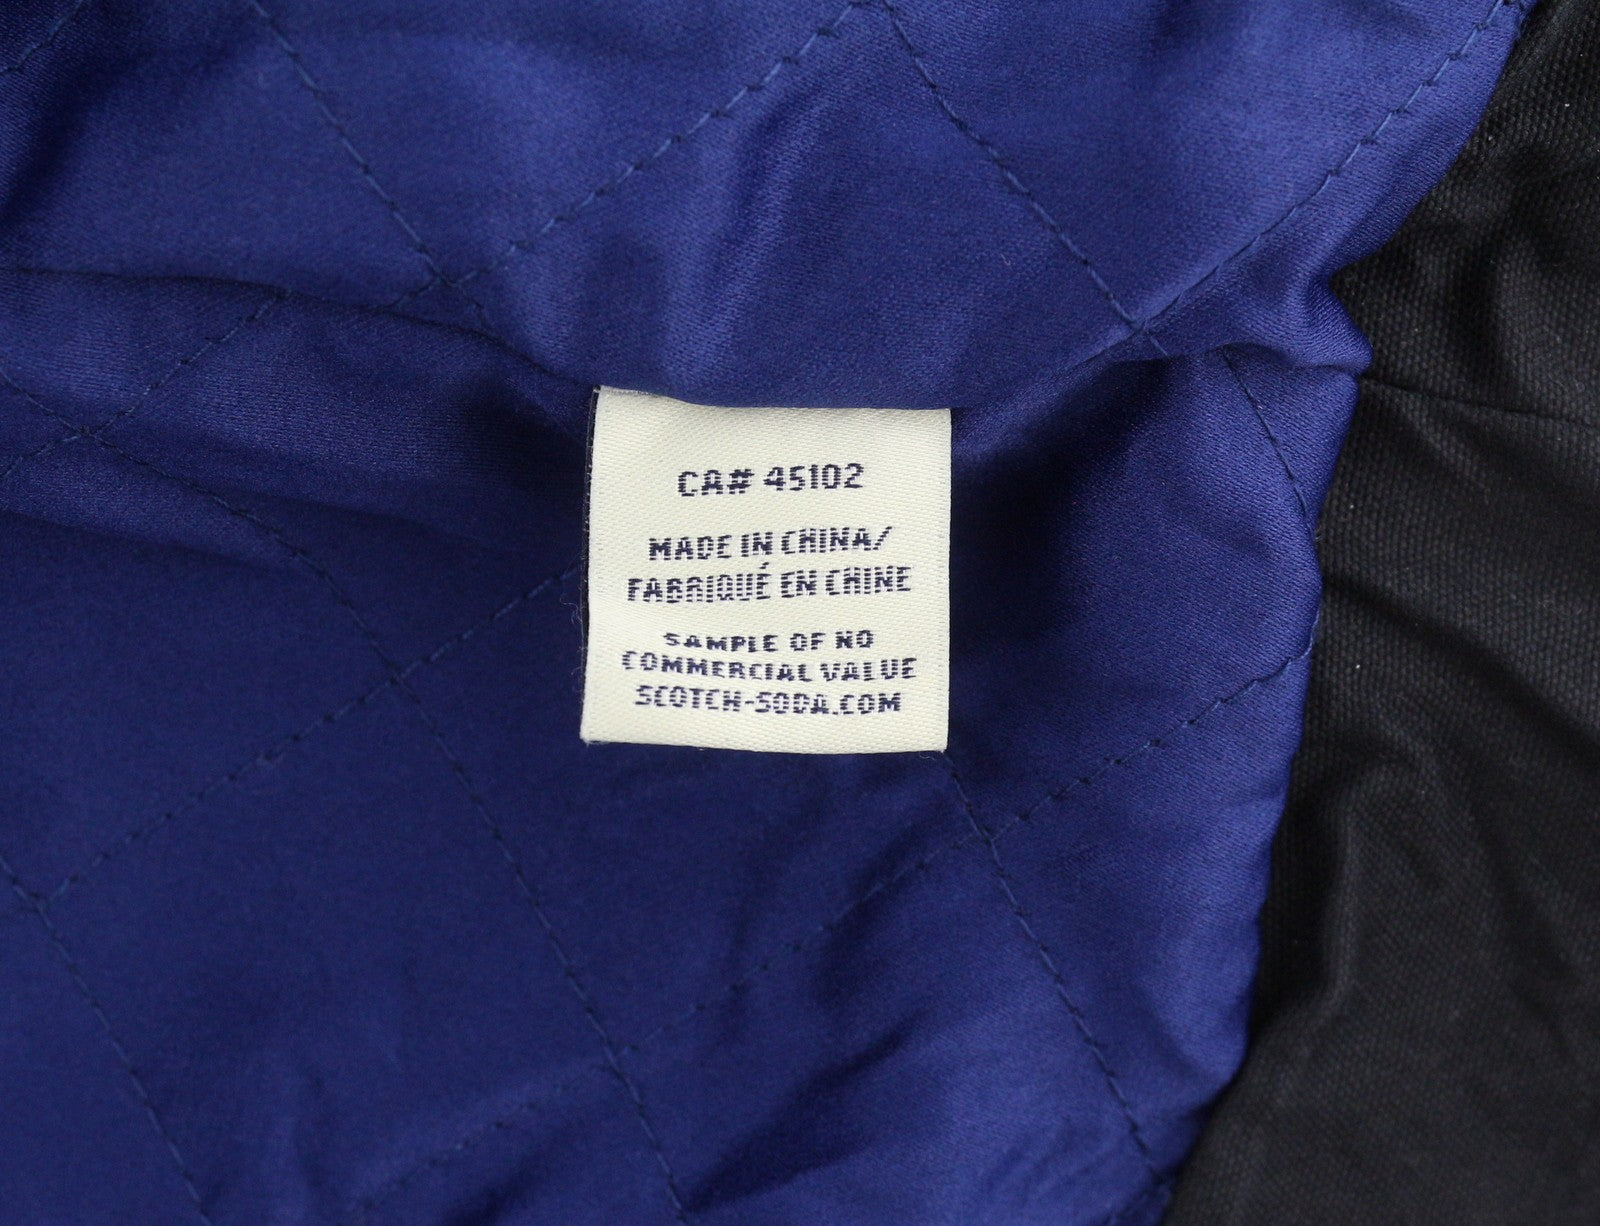 CA# 45102
MADE IN CHINA/
FABRIQUÉ EN CHINE
SAMPLE OF NO
COMMERCIAL VALUE
SCOTCH-SODA.COM